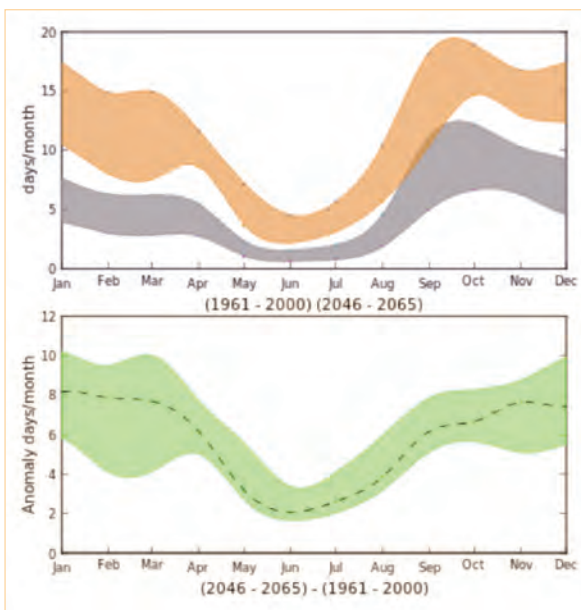 20
15
10
5
0
days/month
Jan Feb Mar Apr May Jun Jul Aug Sep Oct Nov Dec
(1961 - 2000) (2046 - 2065)
12
10
8
6
4
2
0
Anomaly days/month
Jan Feb Mar Apr May Jun Jul Aug Sep Oct Nov Dec
(2046 - 2065) - (1961 - 2000)